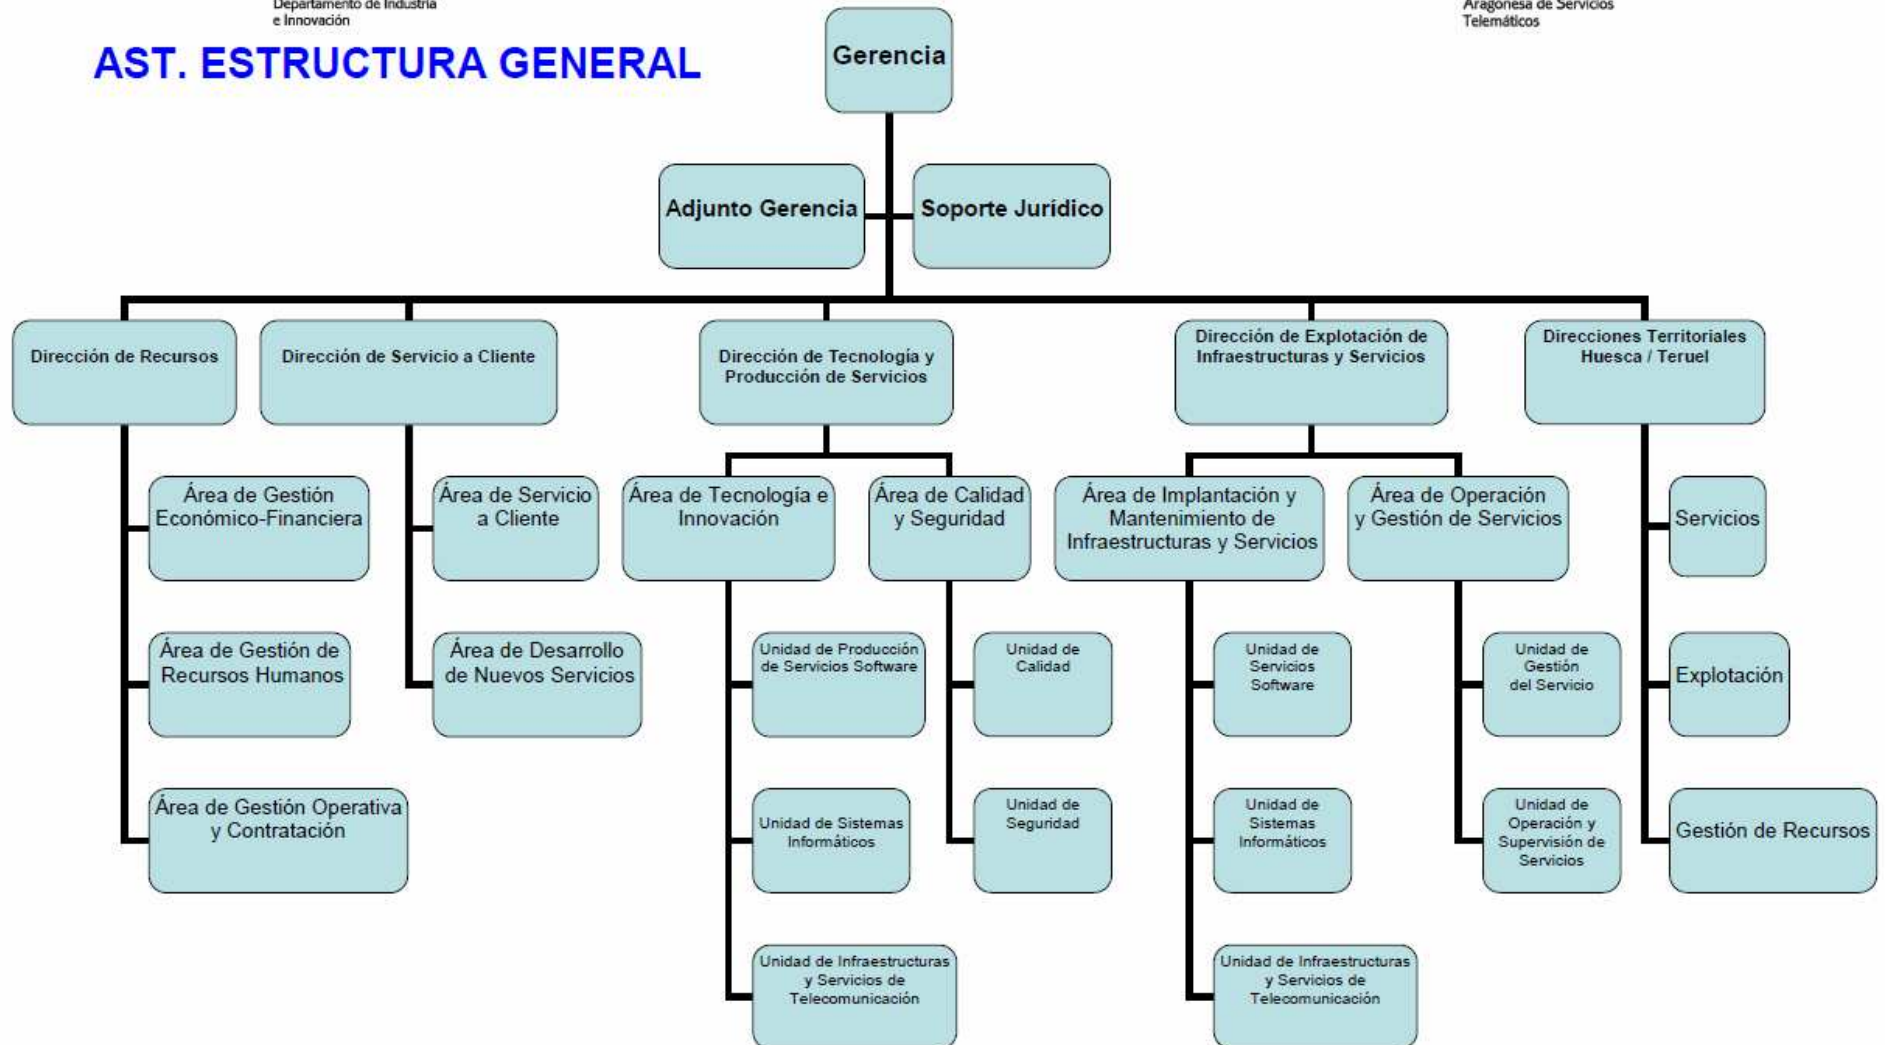 Departamento de Industria
e Innovación
Aragonesa de Servicios
Telemáticos
AST. ESTRUCTURA GENERAL
Gerencia
Adjunto Gerencia
Soporte Jurídico
Dirección de Recursos
Dirección de Servicio a Cliente
Dirección de Tecnología y
Producción de Servicios
Dirección de Explotación de
Infraestructuras y Servicios
Direcciones Territoriales
Huesca / Teruel
Área de Gestión
Económico-Financiera
Área de Servicio
a Cliente
Área de Tecnología e
Innovación
Área de Calidad
y Seguridad
Área de Implantación y
Mantenimiento de
Infraestructuras y Servicios
Área de Operación
y Gestión de Servicios
Servicios
Área de Gestión de
Recursos Humanos
Área de Desarrollo
de Nuevos Servicios
Unidad de Producción
de Servicios Software
Unidad de
Calidad
Unidad de
Servicios
Software
Unidad de
Gestión
del Servicio
Explotación
Área de Gestión Operativa
y Contratación
Unidad de Sistemas
Informáticos
Unidad de
Seguridad
Unidad de
Sistemas
Informáticos
Unidad de
Operación y
Supervisión de
Servicios
Gestión de Recursos
Unidad de Infraestructuras
y Servicios de
Telecomunicación
Unidad de Infraestructuras
y Servicios de
Telecomunicación